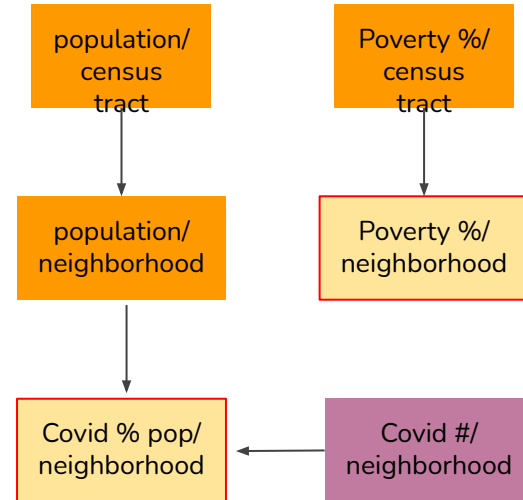 population/
census
tract
Poverty %/
census
tract
population/
neighborhood
Poverty %/
neighborhood
Covid % pop/
neighborhood
Covid #/
neighborhood